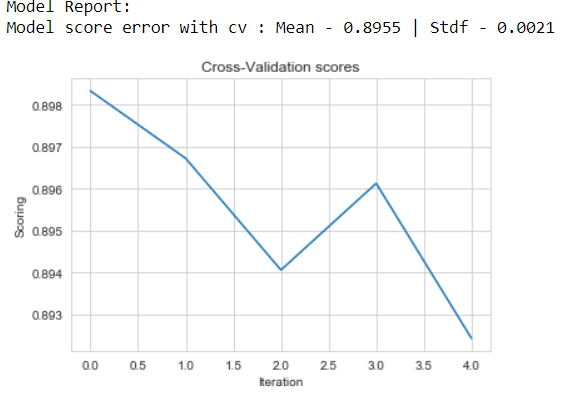 Model Report:
Model score error with cv : Mean - 0.8955 | Stdf - 0.0021
Cross-Validation scores
Scoring
0.898
0.897
0.896
0.895
0.894
0.893
0.0 0.5 1.0 1.5 2.0 2.5 3.0 3.5 4.0
Iteration